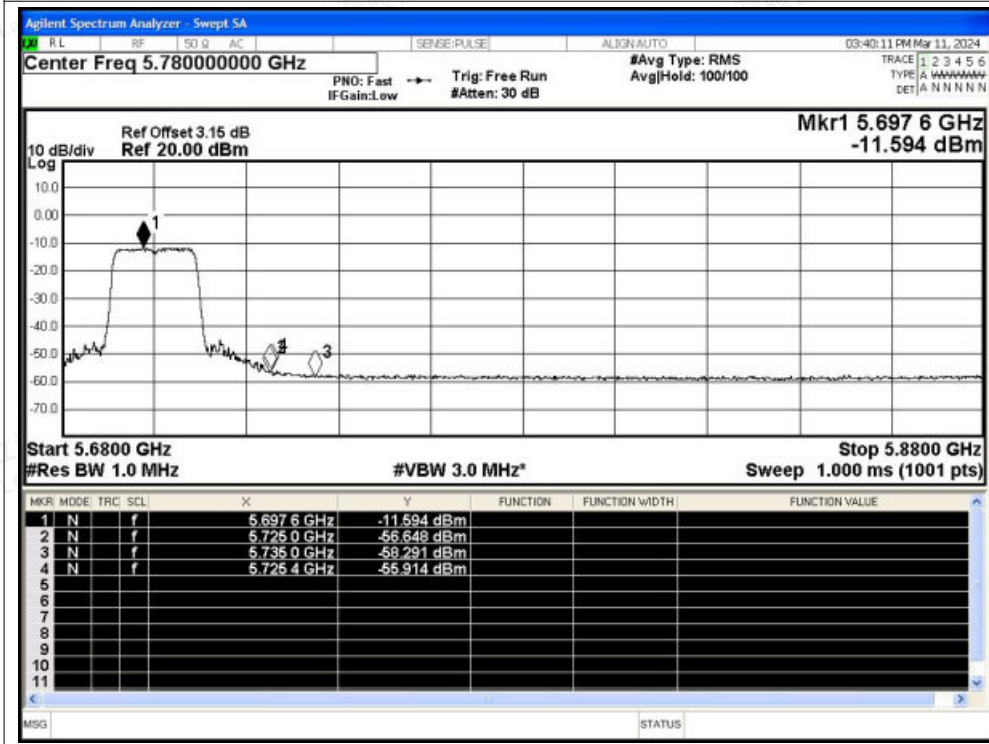 Agilent Spectrum Analyzer - Swept SA
RL RF 50 Ω AC SENSE:PULSE ALIGN AUTO 03:40:11 PM Mar 11, 2024
Center Freq 5.780000000 GHz
PNO: Fast
IFGain:Low
Trig: Free Run
#Atten: 30 dB
#Avg Type: RMS
Avg|Hold: 100/100
TRACE 1 2 3 4 5 6
TYPE A WWWWW
DET A N N N N N
Mkr1 5.697 6 GHz
-11.594 dBm
Ref Offset 3.15 dB
10 dB/div Ref 20.00 dBm
Log
10.0
0.00
-10.0
-20.0
-30.0
-40.0
-50.0
-60.0
-70.0
1
4
3
Start 5.6800 GHz Stop 5.8800 GHz
#Res BW 1.0 MHz #VBW 3.0 MHz* Sweep 1.000 ms (1001 pts)
MKR MODE TRC SCL X Y FUNCTION FUNCTION WIDTH FUNCTION VALUE
1 N f 5.697 6 GHz -11.594 dBm
2 N f 5.725 0 GHz -56.648 dBm
3 N f 5.735 0 GHz -58.291 dBm
4 N f 5.725 4 GHz -55.914 dBm
5
6
7
8
9
10
11
MSG STATUS